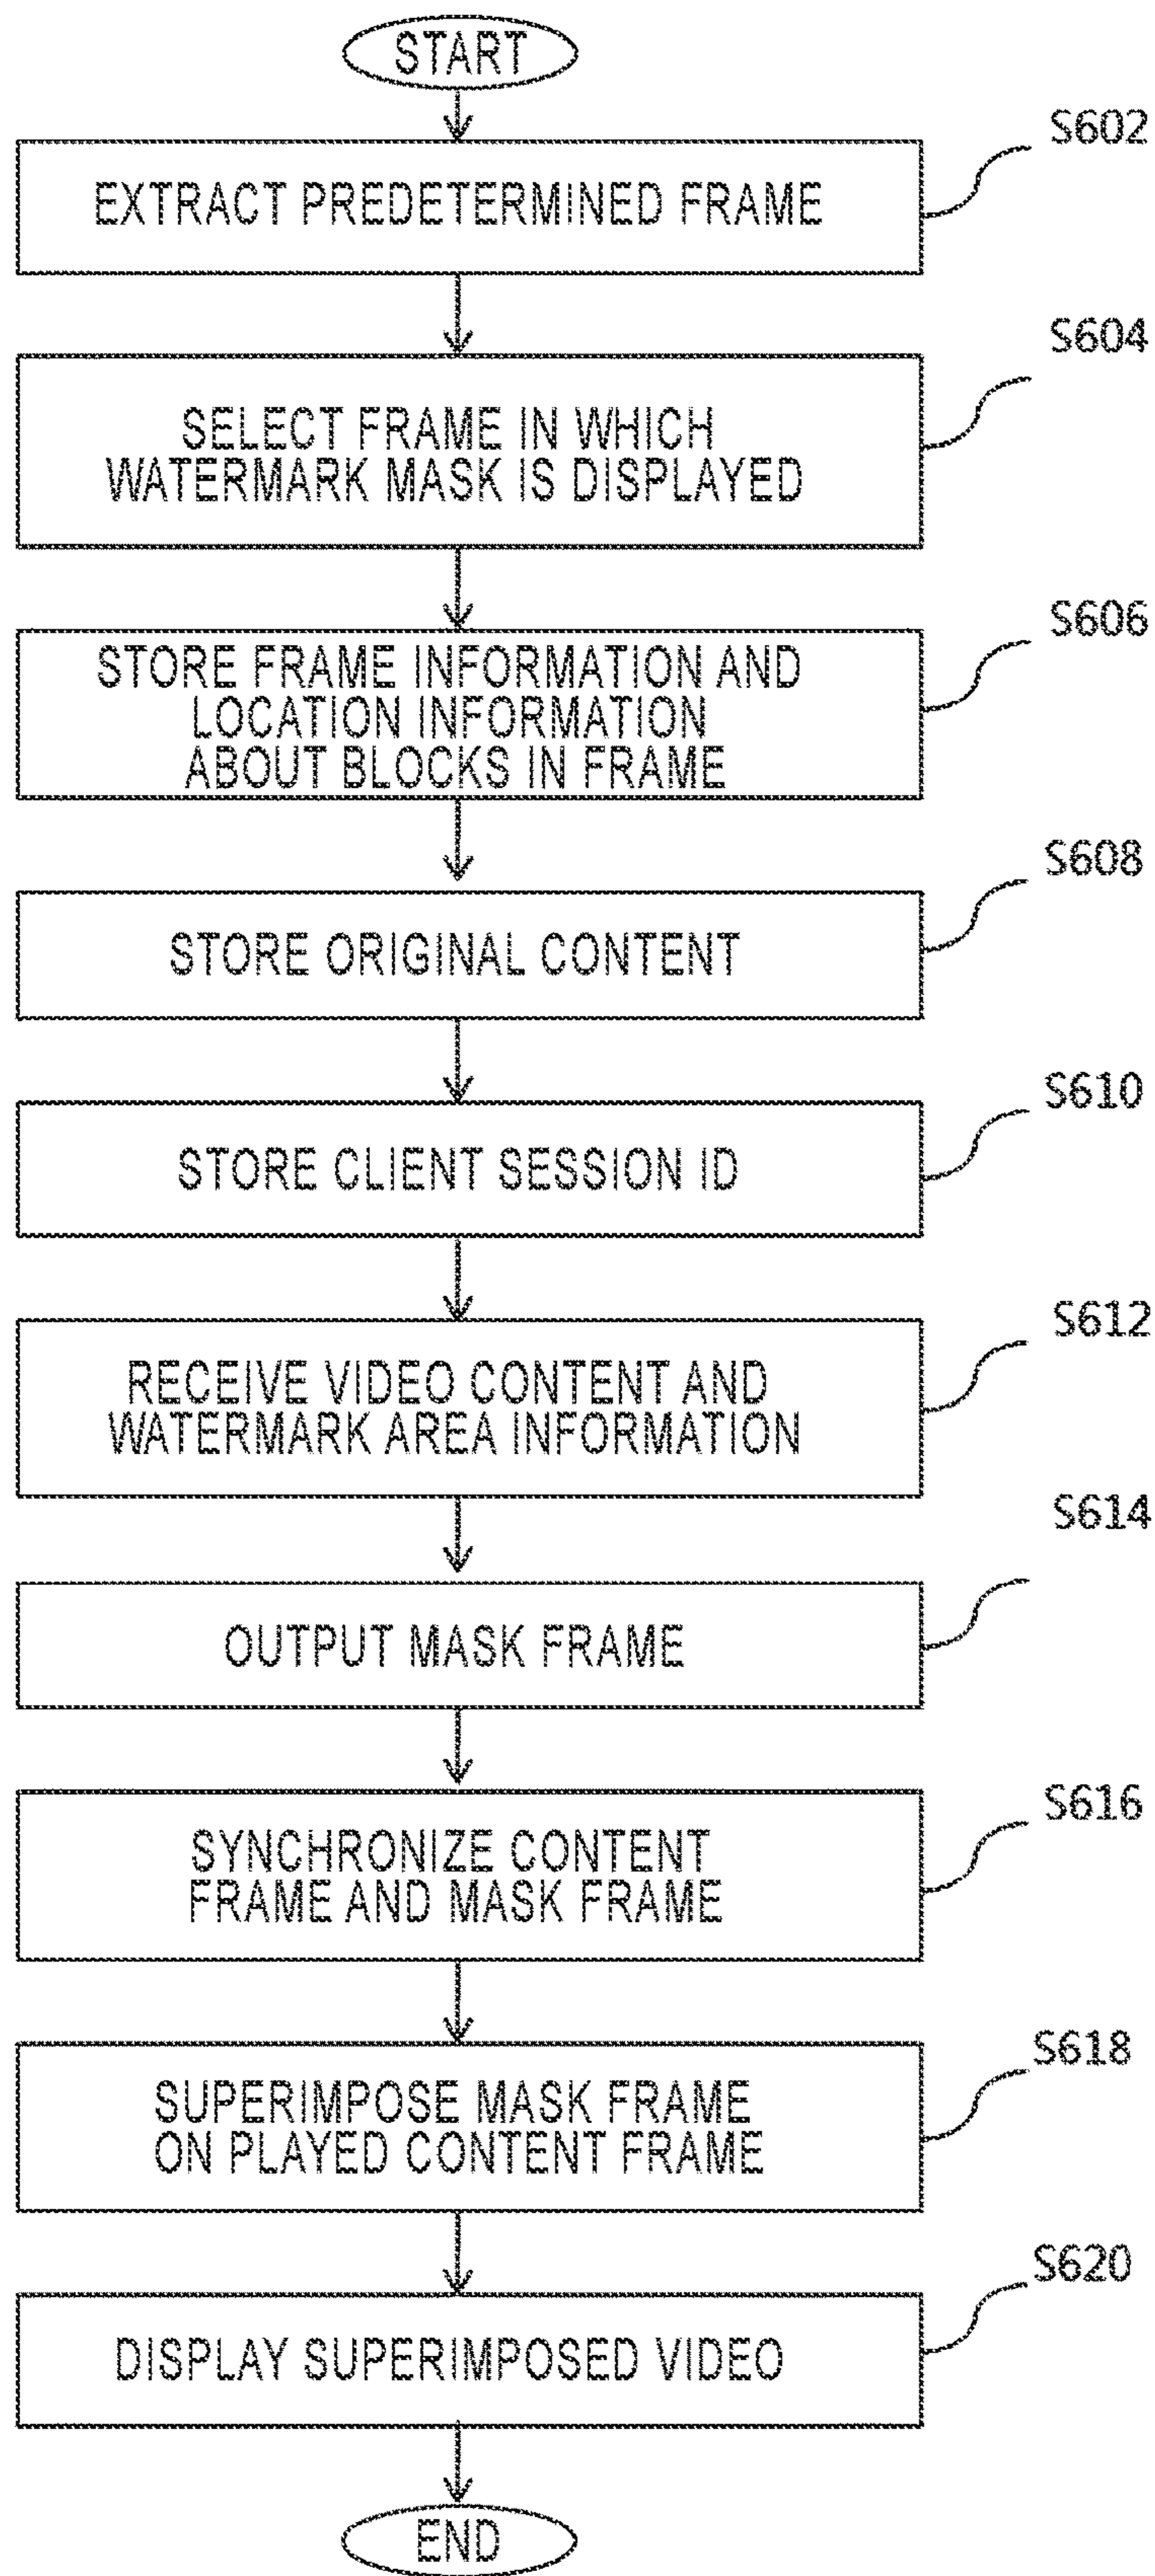 START
S602
EXTRACT PREDETERMINED FRAME
S604
SELECT FRAME IN WHICH
WATERMARK MASK IS DISPLAYED
S606
STORE FRAME INFORMATION AND
LOCATION INFORMATION
ABOUT BLOCKS IN FRAME
S608
STORE ORIGINAL CONTENT
S610
STORE CLIENT SESSION ID
S612
RECEIVE VIDEO CONTENT AND
WATERMARK AREA INFORMATION
S614
OUTPUT MASK FRAME
S616
SYNCHRONIZE CONTENT
FRAME AND MASK FRAME
S618
SUPERIMPOSE MASK FRAME
ON PLAYED CONTENT FRAME
S620
DISPLAY SUPERIMPOSED VIDEO
END